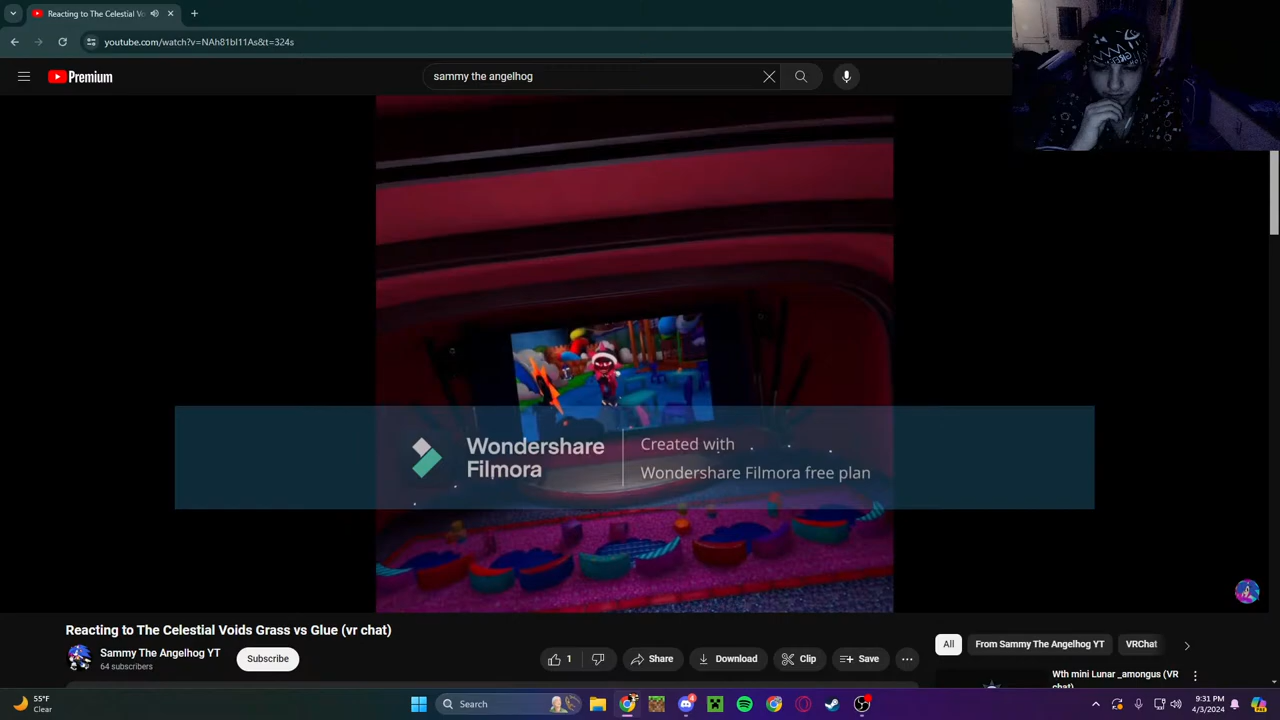 Reacting to The Celestial Voi
youtube.com/watch?v=NAh81bI11As&t=324s
Premium
sammy the angelhog
Wondershare
Filmora
Created with
Wondershare Filmora free plan
Reacting to The Celestial Voids Grass vs Glue (vr chat)
Sammy The Angelhog YT
64 subscribers
Subscribe
1
Share
Download
Clip
Save
All
From Sammy The Angelhog YT
VRChat
Wth mini Lunar _amongus (VR
chat)
55°F
Clear
Search
4
9:31 PM
4/3/2024